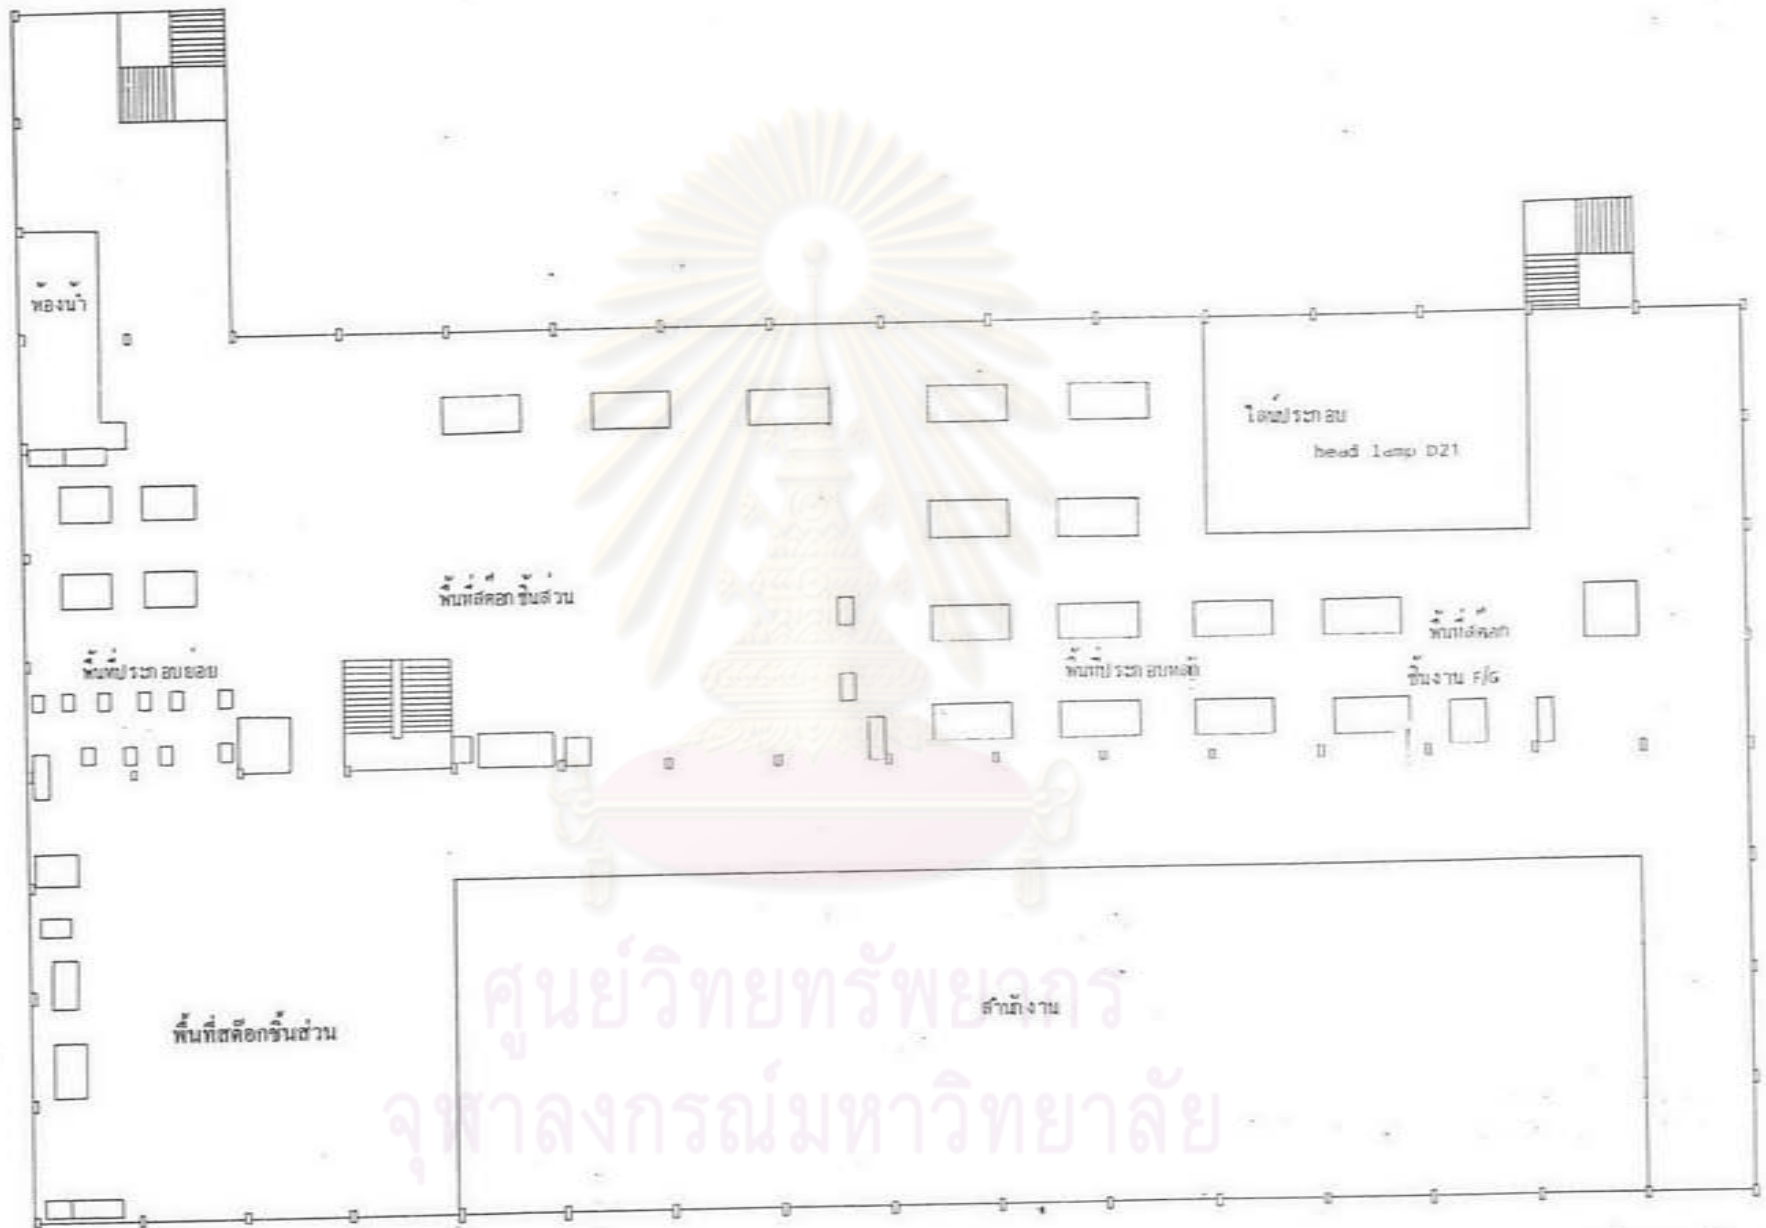 ห้องน้ำ
ไลน์ประกอบ
head lamp D21
พื้นที่สต๊อกชิ้นส่วน
พื้นที่สต๊อก
ชิ้นงาน F/G
พื้นที่ประกอบย่อย
พื้นที่ประกอบหลัก
สำนักงาน
พื้นที่สต๊อกชิ้นส่วน
ศูนย์วิทยทรัพยากร
จุฬาลงกรณ์มหาวิทยาลัย